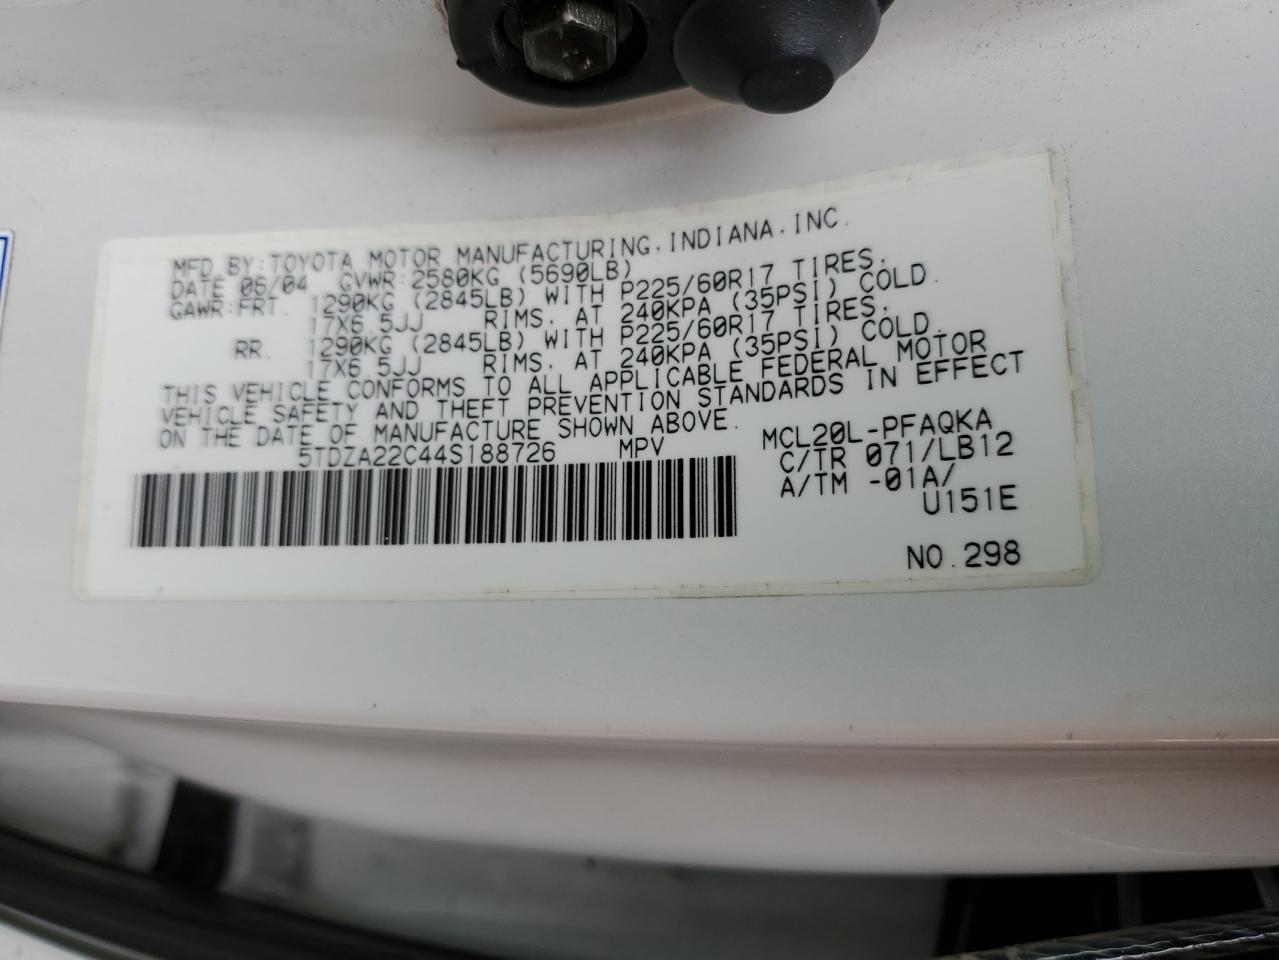 MFD. BY: TOYOTA MOTOR MANUFACTURING, INDIANA, INC.
DATE 06/04 GVWR: 2580KG (5690LB)
GAWR: FRT. 1290KG (2845LB) WITH P225/60R17 TIRES,
17X6.5JJ RIMS, AT 240KPA (35PSI) COLD.
RR. 1290KG (2845LB) WITH P225/60R17 TIRES,
17X6.5JJ RIMS, AT 240KPA (35PSI) COLD.
THIS VEHICLE CONFORMS TO ALL APPLICABLE FEDERAL MOTOR
VEHICLE SAFETY AND THEFT PREVENTION STANDARDS IN EFFECT
ON THE DATE OF MANUFACTURE SHOWN ABOVE.
5TDZA22C44S188726 MPV
MCL20L-PFAQKA
C/TR 071/LB12
A/TM -01A/
U151E
NO. 298